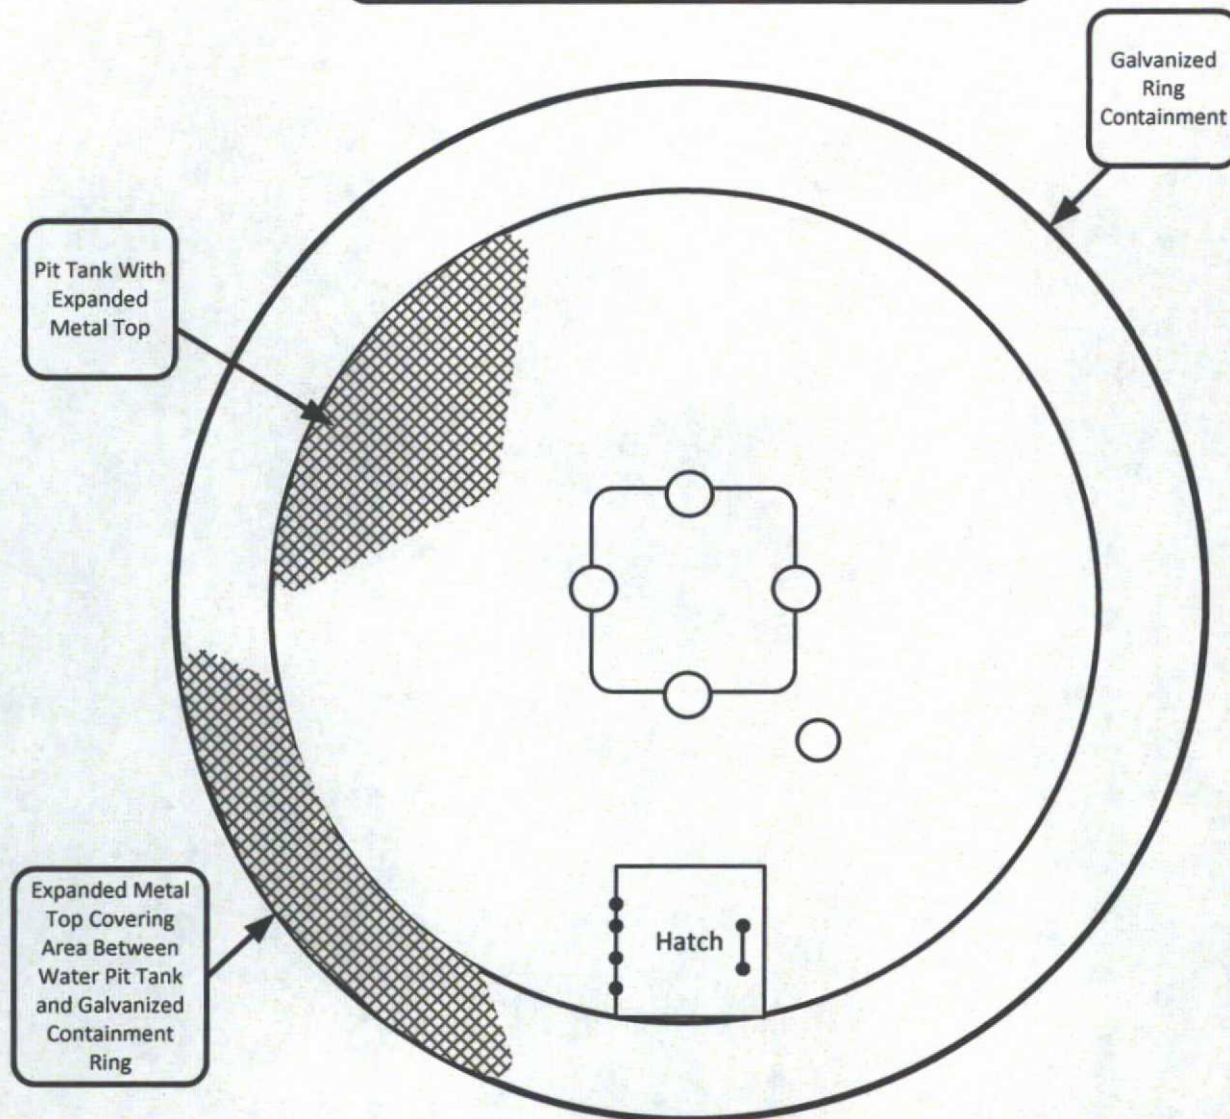 Galvanized
Ring
Containment
Pit Tank With
Expanded
Metal Top
Expanded Metal
Top Covering
Area Between
Water Pit Tank
and Galvanized
Containment
Ring
Hatch